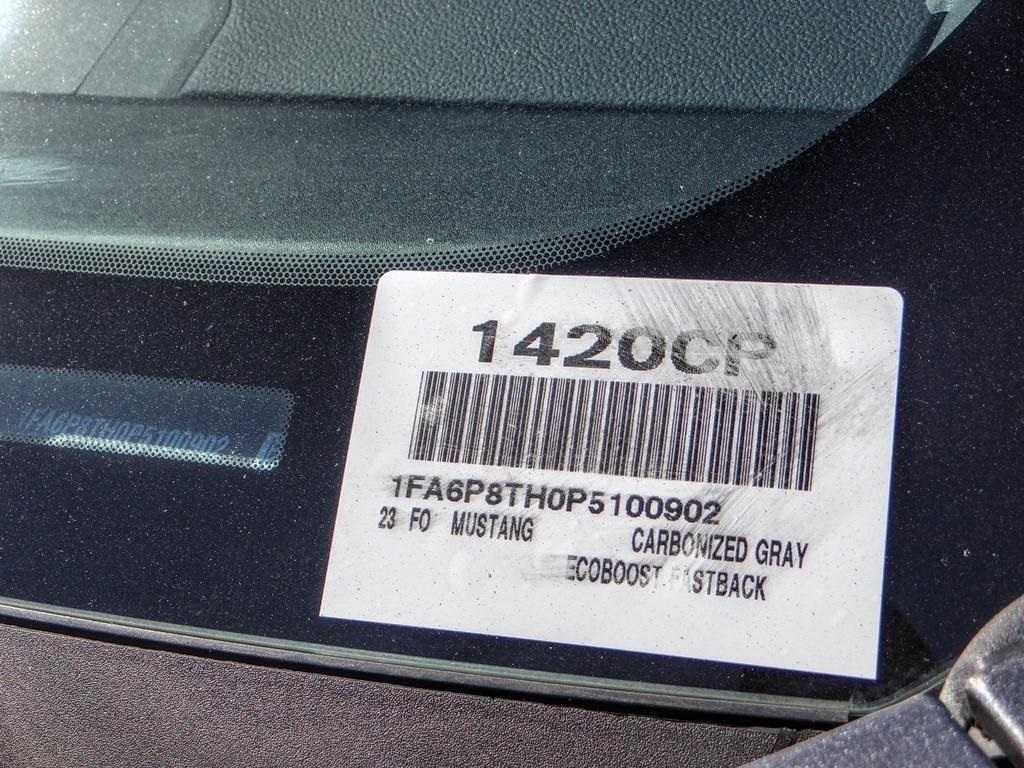 1420CP
1FA6P8TH0P5100902
1FA6P8TH0P5100902
23 FO MUSTANG CARBONIZED GRAY
ECOBOOST FASTBACK